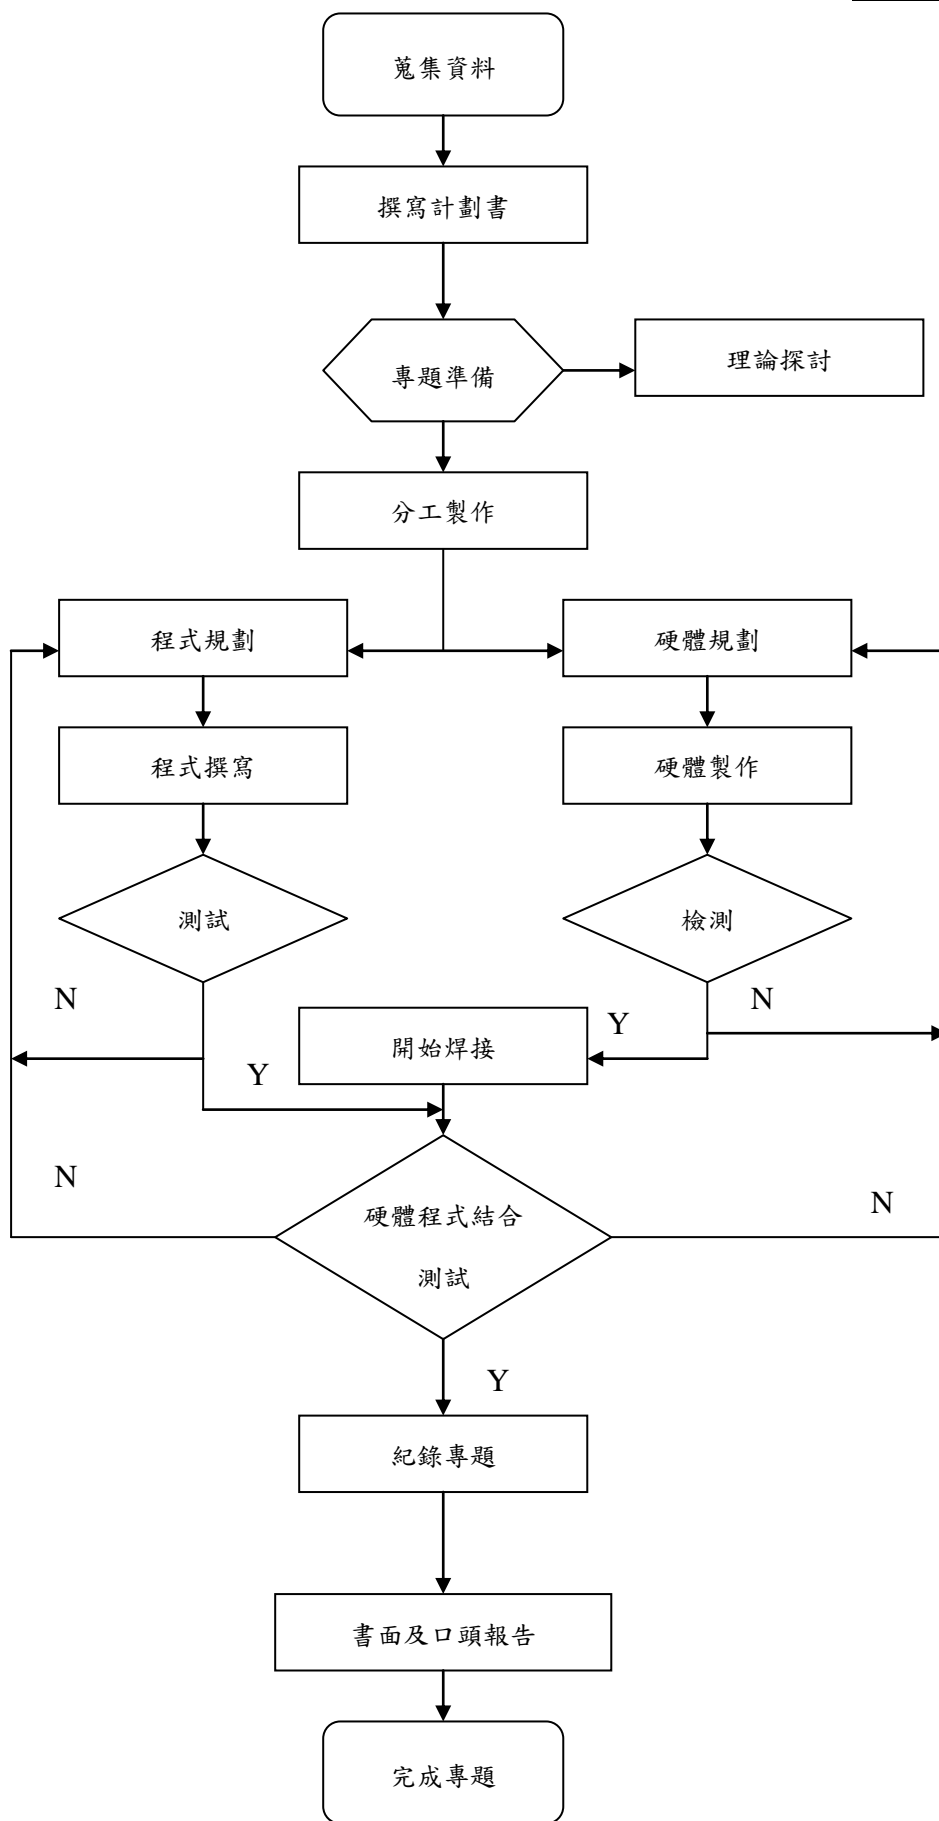 蒐集資料
撰寫計劃書
專題準備
理論探討
分工製作
程式規劃
硬體規劃
程式撰寫
硬體製作
測試
檢測
N
N
開始焊接
Y
Y
N
硬體程式結合
測試
N
Y
紀錄專題
書面及口頭報告
完成專題